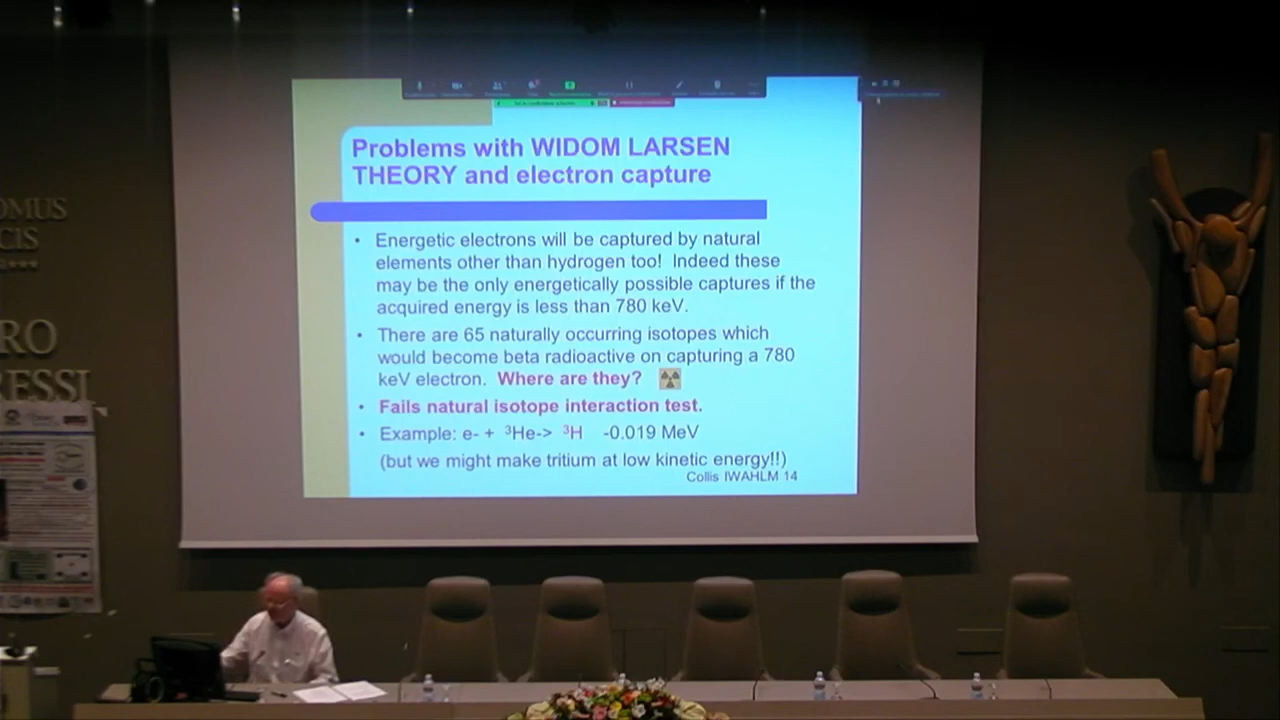 Problems with WIDOM LARSEN
THEORY and electron capture
• Energetic electrons will be captured by natural
elements other than hydrogen too! Indeed these
may be the only energetically possible captures if the
acquired energy is less than 780 keV.
• There are 65 naturally occurring isotopes which
would become beta radioactive on capturing a 780
keV electron. Where are they?
• Fails natural isotope interaction test.
• Example: e- + ³He-> ³H -0.019 MeV
(but we might make tritium at low kinetic energy!!)
Collis IWAHLM 14
OMUS
CIS
RO
RESSI